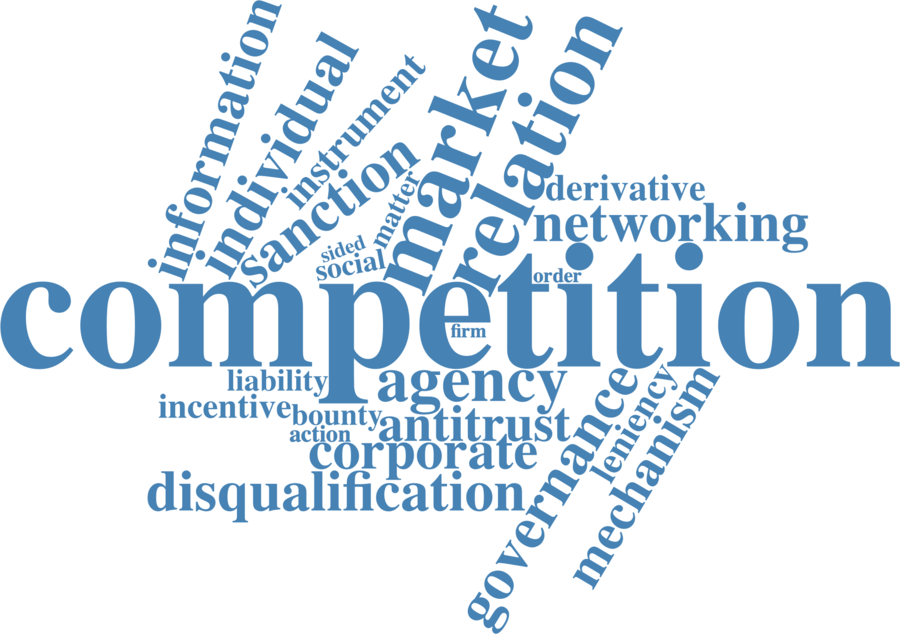 information
individual
instrument
sanction
market
relation
matter
sided
social
derivative
networking
order
competition
firm
liability
agency
incentive
bounty
antitrust
action
corporate
disqualification
governance
leniency
mechanism